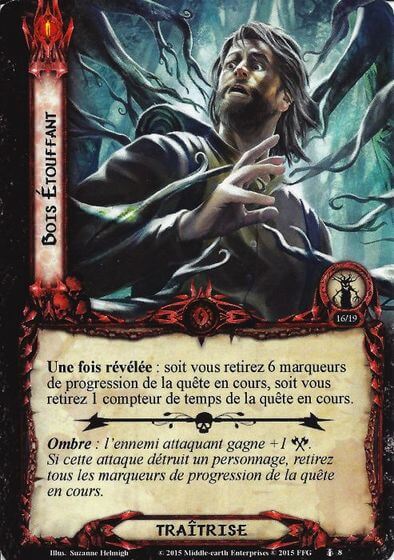 BOIS ÉTOUFFANT
16/19
Une fois révélée : soit vous retirez 6 marqueurs
de progression de la quête en cours, soit vous
retirez 1 compteur de temps de la quête en cours.
Ombre : l'ennemi attaquant gagne +1
Si cette attaque détruit un personnage, retirez
tous les marqueurs de progression de la quête
en cours.
TRAÎTRISE
Illus. Suzanne Helmigh © 2015 Middle-earth Enterprises © 2015 FFG 8